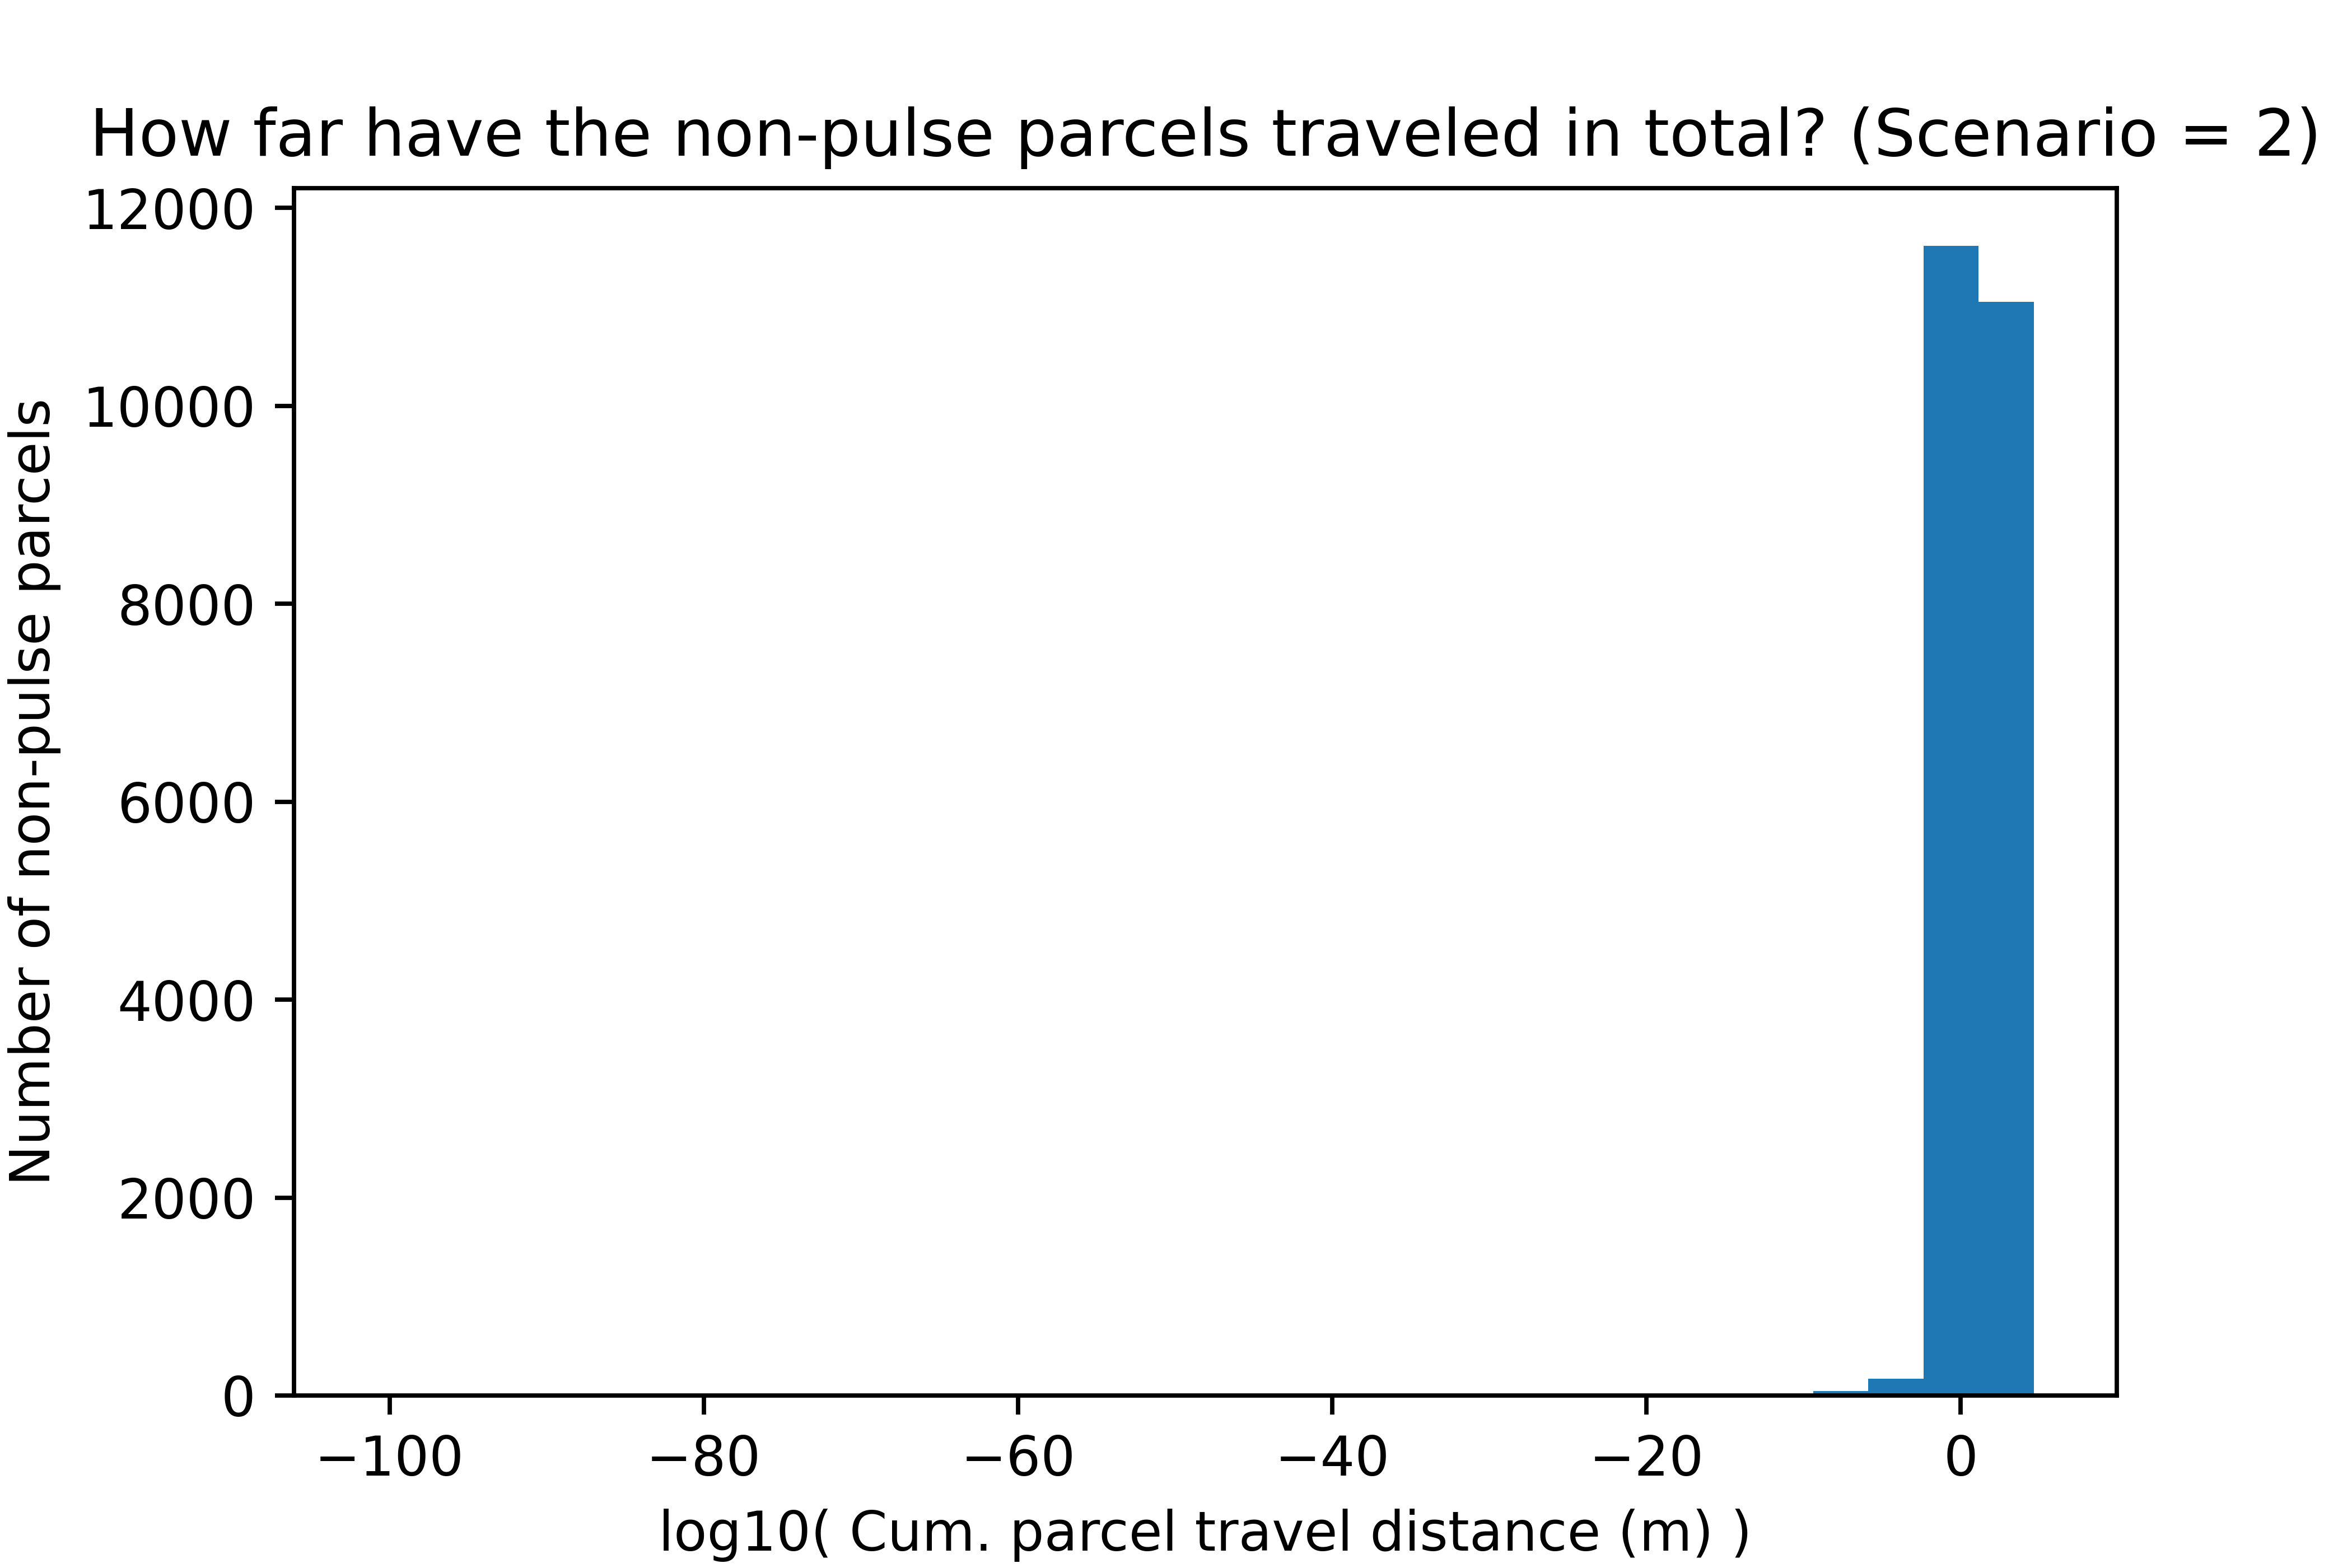 How far have the non-pulse parcels traveled in total? (Scenario = 2)
12000
10000
8000
6000
4000
2000
0
Number of non-pulse parcels
−100 −80 −60 −40 −20 0
log10( Cum. parcel travel distance (m) )